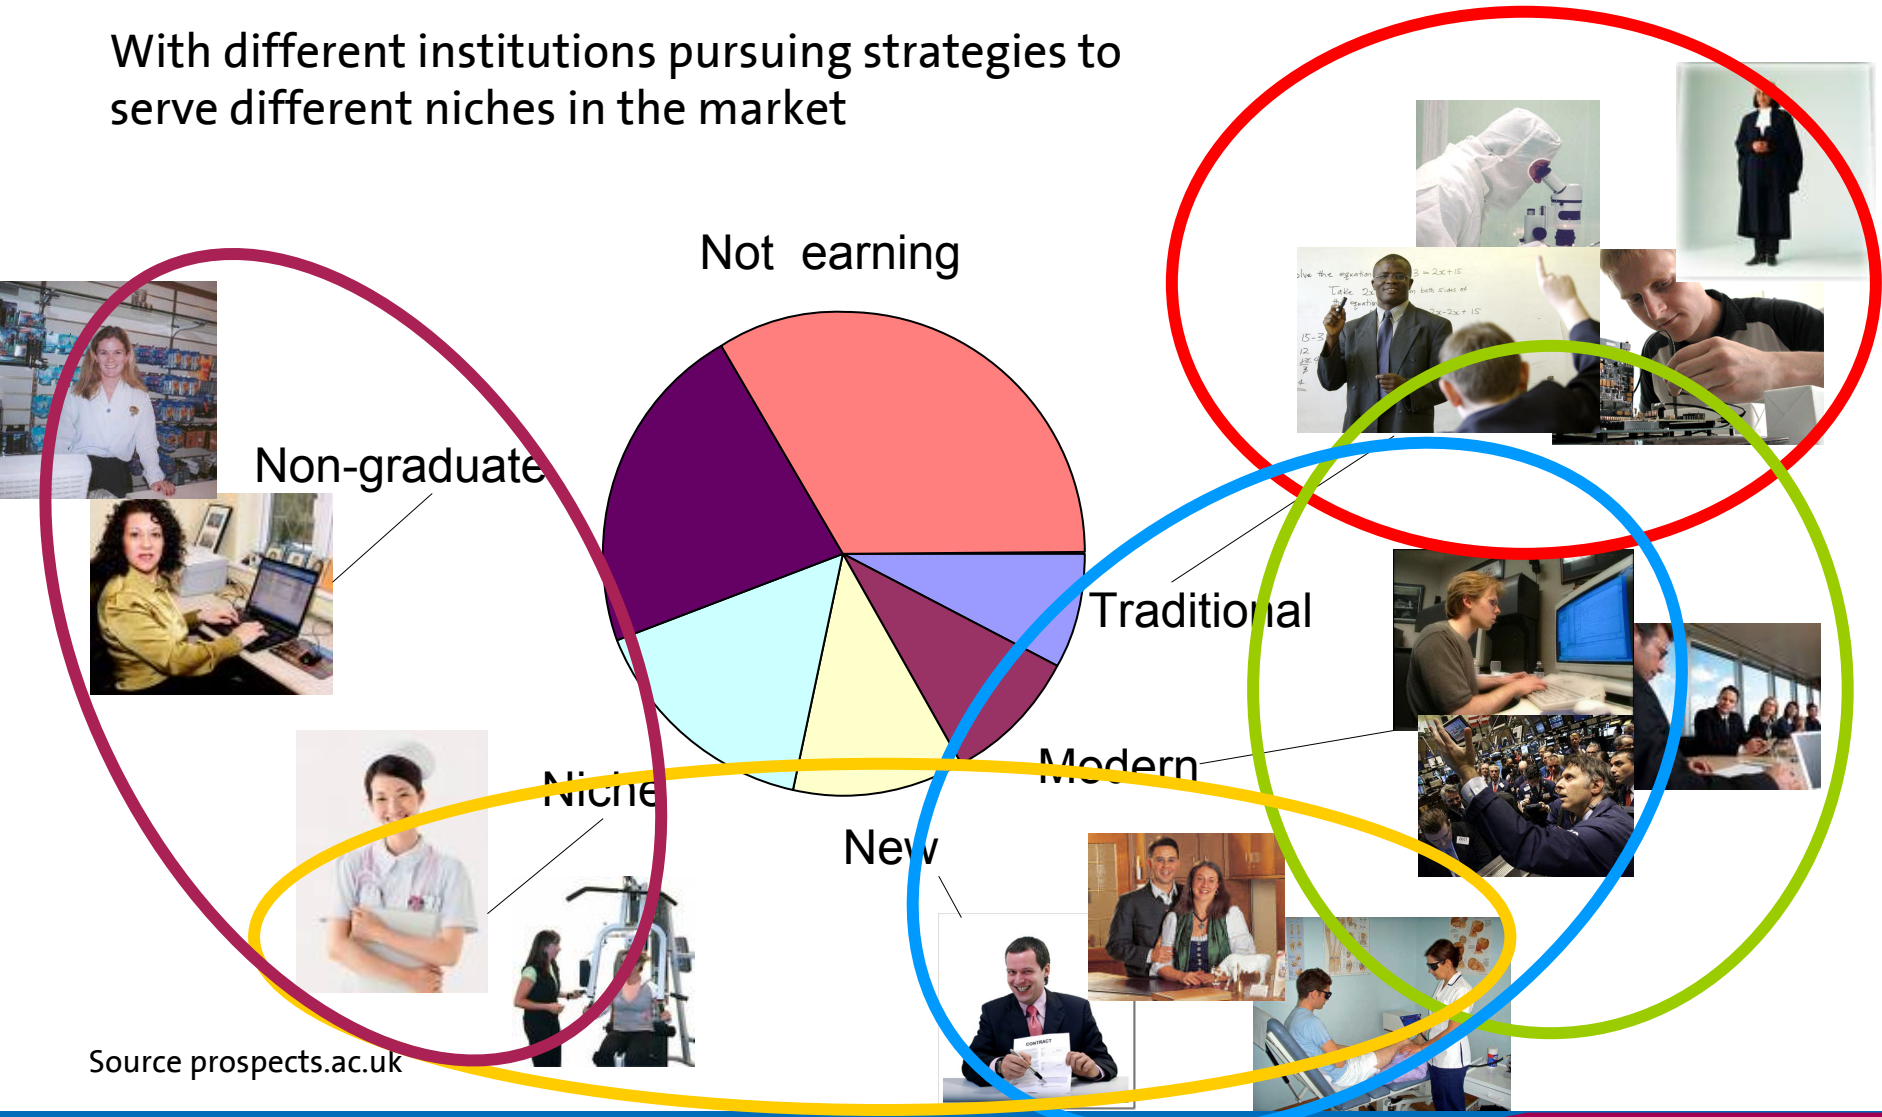 With different institutions pursuing strategies to
serve different niches in the market
Not earning
Non-graduate
Traditional
Modern
Niche
New
CONTRACT
Source prospects.ac.uk